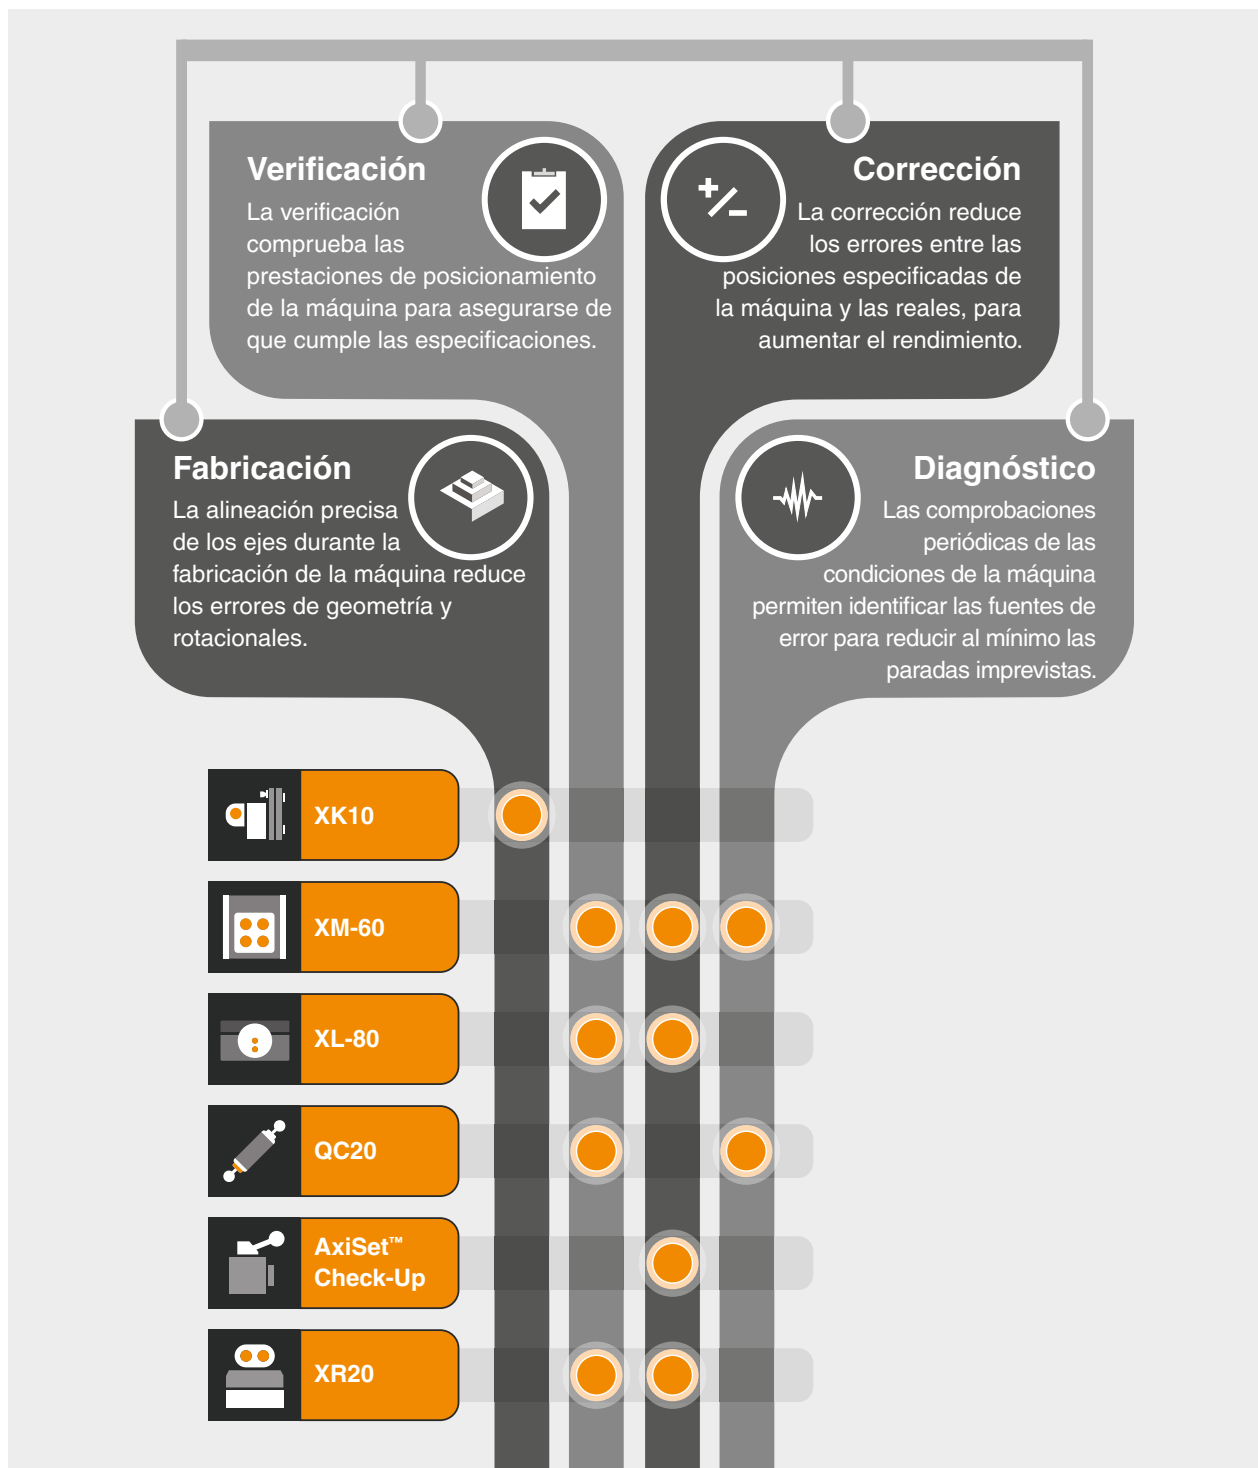 Verificación
La verificación
comprueba las
prestaciones de posicionamiento
de la máquina para asegurarse de
que cumple las especificaciones.
Corrección
La corrección reduce
los errores entre las
posiciones especificadas de
la máquina y las reales, para
aumentar el rendimiento.
Fabricación
La alineación precisa
de los ejes durante la
fabricación de la máquina reduce
los errores de geometría y
rotacionales.
Diagnóstico
Las comprobaciones
periódicas de las
condiciones de la máquina
permiten identificar las fuentes de
error para reducir al mínimo las
paradas imprevistas.
XK10
XM-60
XL-80
QC20
AxiSet™
Check-Up
XR20